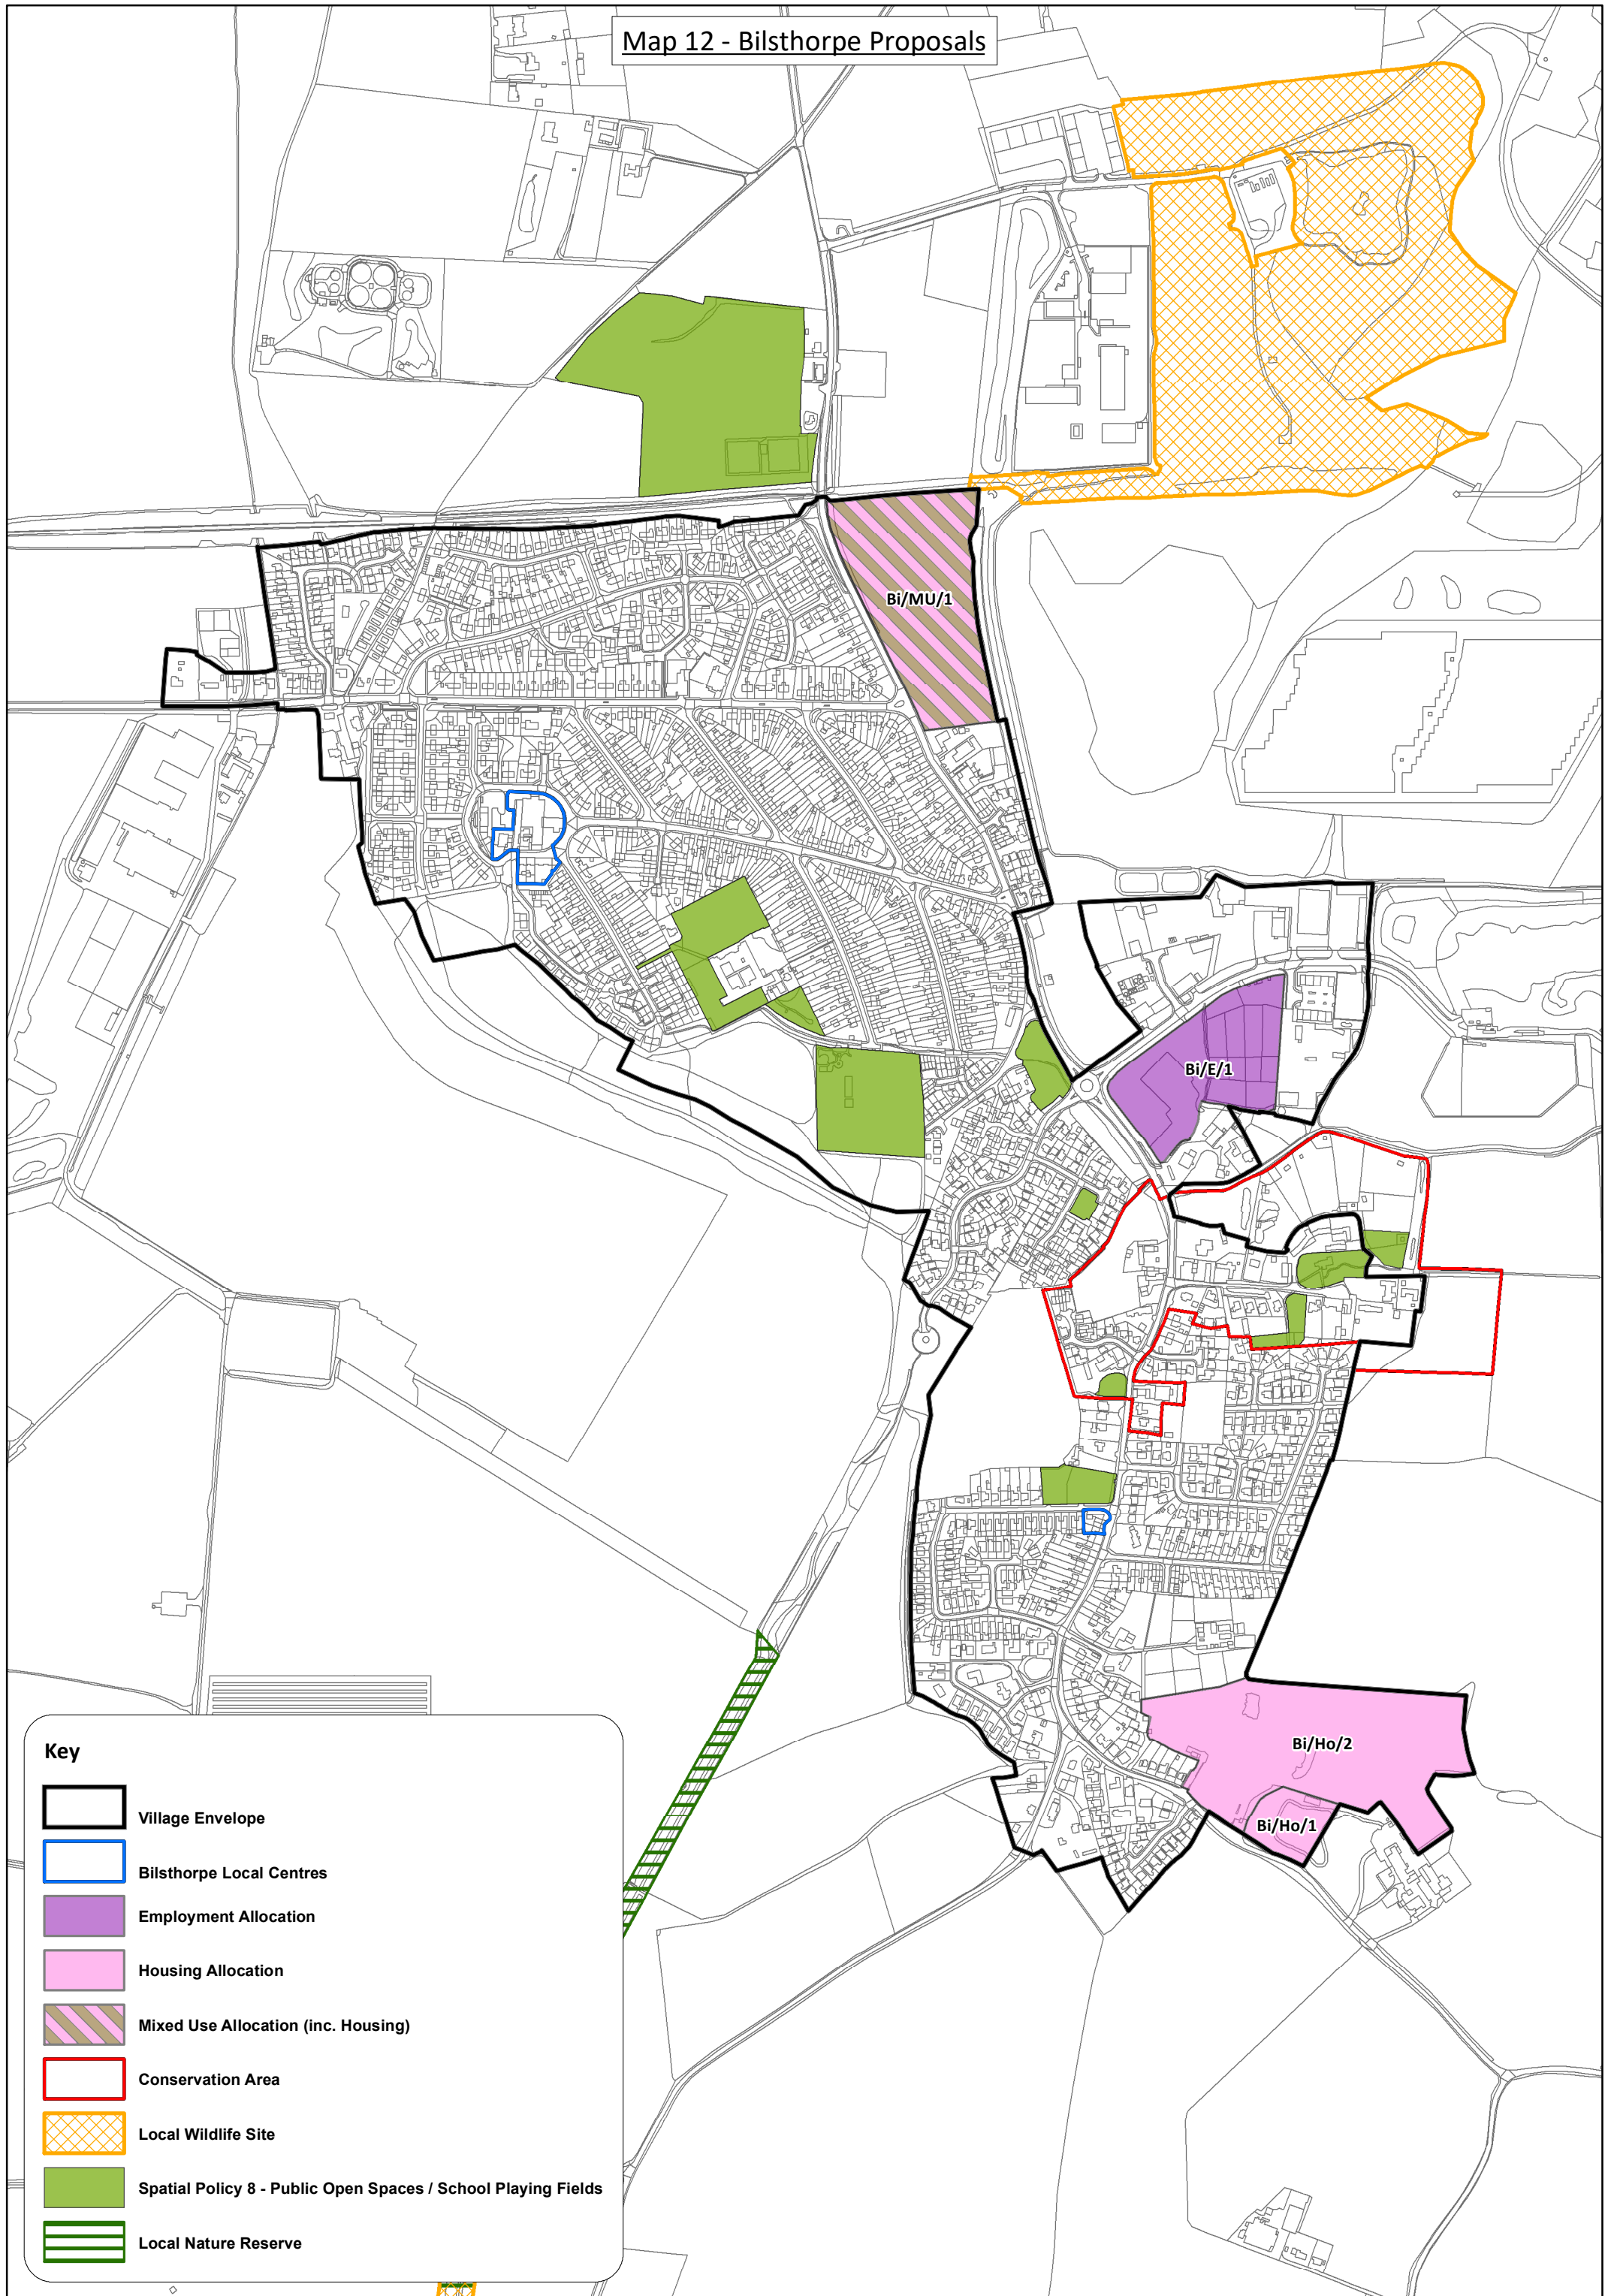 Map 12 - Bilsthorpe Proposals
Bi/MU/1
Bi/E/1
Bi/Ho/2
Bi/Ho/1
Key
Village Envelope
Bilsthorpe Local Centres
Employment Allocation
Housing Allocation
Mixed Use Allocation (inc. Housing)
Conservation Area
Local Wildlife Site
Spatial Policy 8 - Public Open Spaces / School Playing Fields
Local Nature Reserve